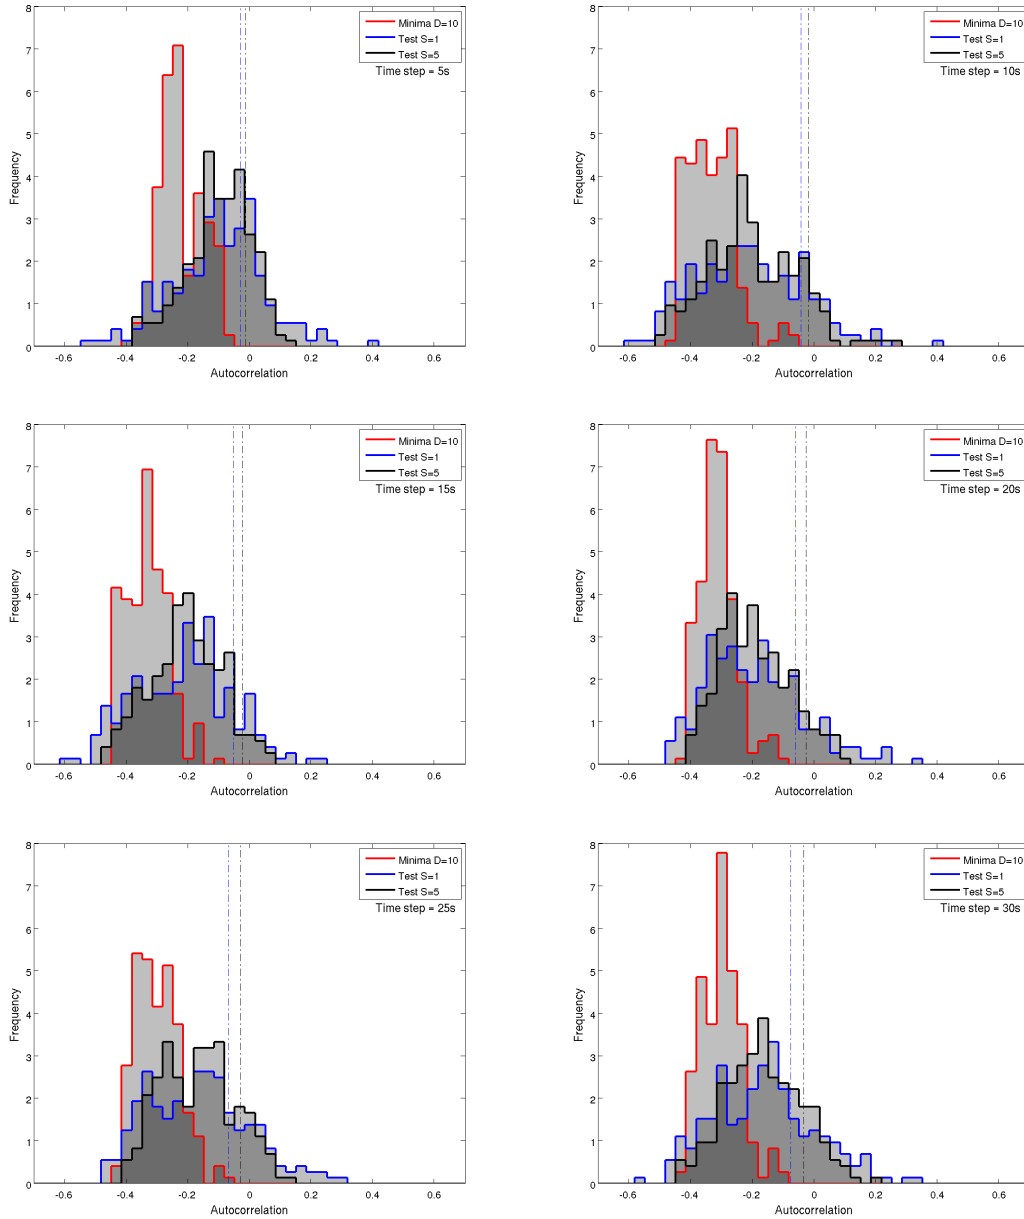 8
7
6
5
4
3
2
1
0
Frequency
-0.6 -0.4 -0.2 0 0.2 0.4 0.6
Autocorrelation
Minima D=10
Test S=1
Test S=5
Time step = 5s
8
7
6
5
4
3
2
1
0
Frequency
-0.6 -0.4 -0.2 0 0.2 0.4 0.6
Autocorrelation
Minima D=10
Test S=1
Test S=5
Time step = 10s
8
7
6
5
4
3
2
1
0
Frequency
-0.6 -0.4 -0.2 0 0.2 0.4 0.6
Autocorrelation
Minima D=10
Test S=1
Test S=5
Time step = 15s
8
7
6
5
4
3
2
1
0
Frequency
-0.6 -0.4 -0.2 0 0.2 0.4 0.6
Autocorrelation
Minima D=10
Test S=1
Test S=5
Time step = 20s
8
7
6
5
4
3
2
1
0
Frequency
-0.6 -0.4 -0.2 0 0.2 0.4 0.6
Autocorrelation
Minima D=10
Test S=1
Test S=5
Time step = 25s
8
7
6
5
4
3
2
1
0
Frequency
-0.6 -0.4 -0.2 0 0.2 0.4 0.6
Autocorrelation
Minima D=10
Test S=1
Test S=5
Time step = 30s